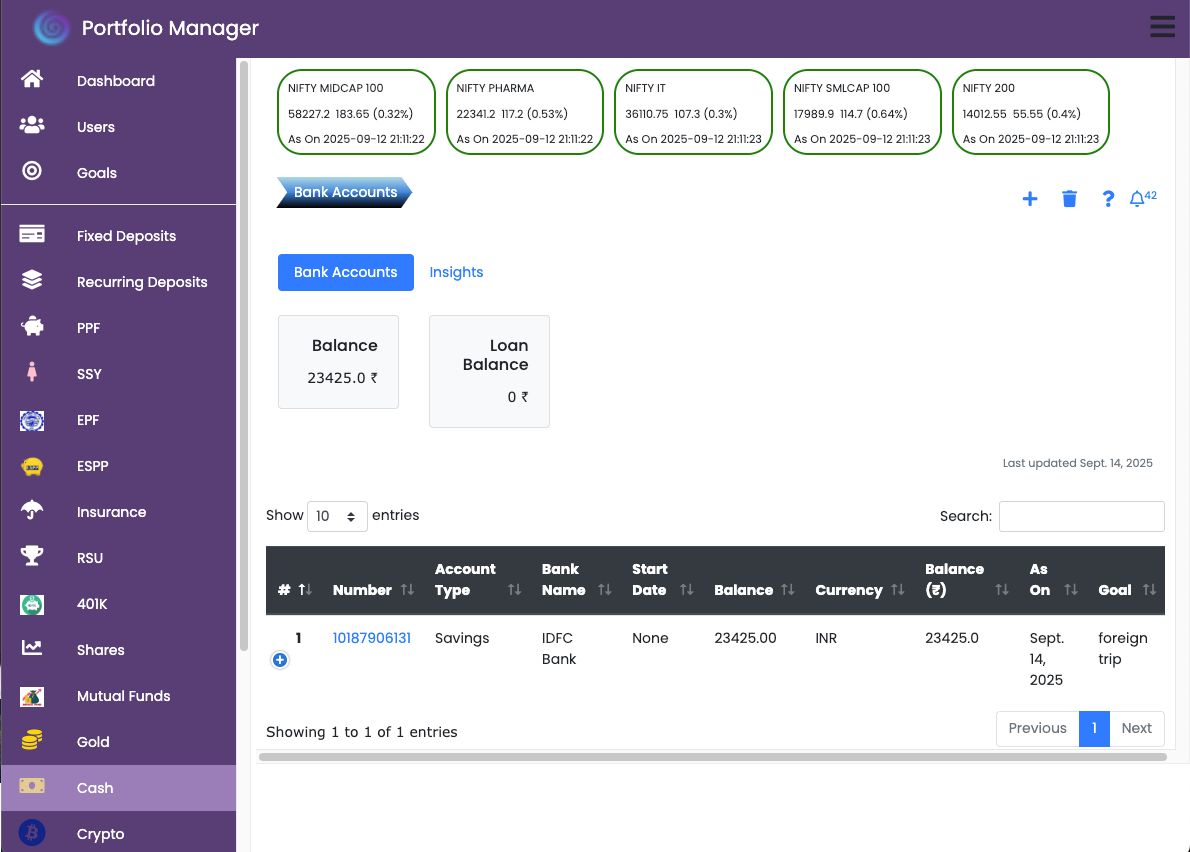 Portfolio Manager
Dashboard
Users
Goals
Fixed Deposits
Recurring Deposits
PPF
SSY
EPF
ESPP
Insurance
RSU
401K
Shares
Mutual Funds
Gold
Cash
Crypto
NIFTY MIDCAP 100
58227.2 183.65 (0.32%)
As On 2025-09-12 21:11:22
NIFTY PHARMA
22341.2 117.2 (0.53%)
As On 2025-09-12 21:11:22
NIFTY IT
36110.75 107.3 (0.3%)
As On 2025-09-12 21:11:23
NIFTY SMLCAP 100
17989.9 114.7 (0.64%)
As On 2025-09-12 21:11:23
NIFTY 200
14012.55 55.55 (0.4%)
As On 2025-09-12 21:11:23
Bank Accounts
42
Bank Accounts Insights
Balance
23425.0 ₹
Loan
Balance
0 ₹
Last updated Sept. 14, 2025
Show 10 entries
Search:
# Number Account Type Bank Name Start Date Balance Currency Balance (₹) As On Goal
1 10187906131 Savings IDFC Bank None 23425.00 INR 23425.0 Sept. 14, 2025 foreign trip
Showing 1 to 1 of 1 entries
Previous 1 Next